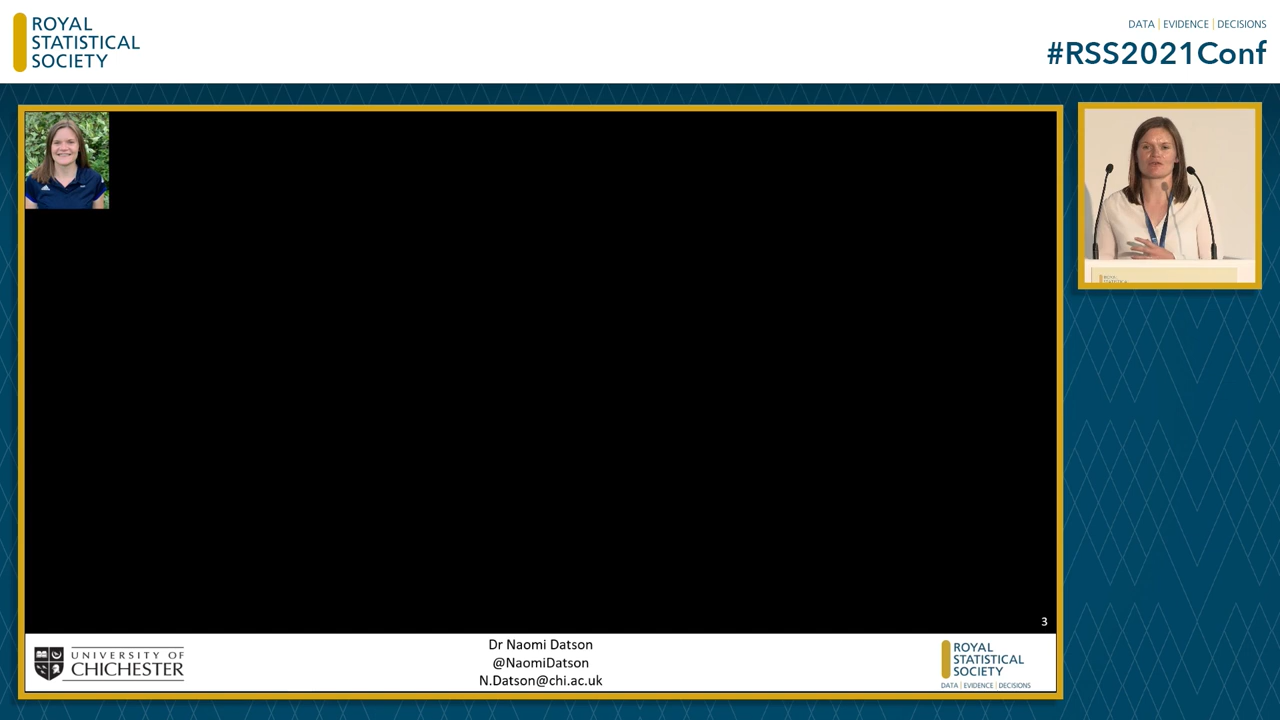 ROYAL
STATISTICAL
SOCIETY
DATA | EVIDENCE | DECISIONS
#RSS2021Conf
3
UNIVERSITY OF
CHICHESTER
Dr Naomi Datson
@NaomiDatson
N.Datson@chi.ac.uk
ROYAL
STATISTICAL
SOCIETY
DATA | EVIDENCE | DECISIONS